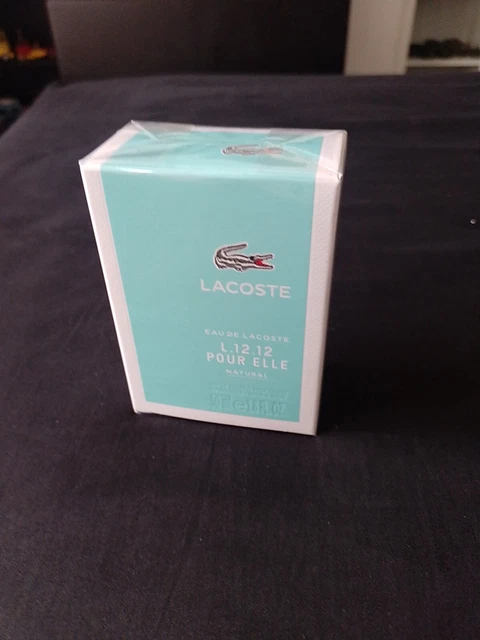 LACOSTE
EAU DE LACOSTE
L.12.12
POUR ELLE
NATURAL